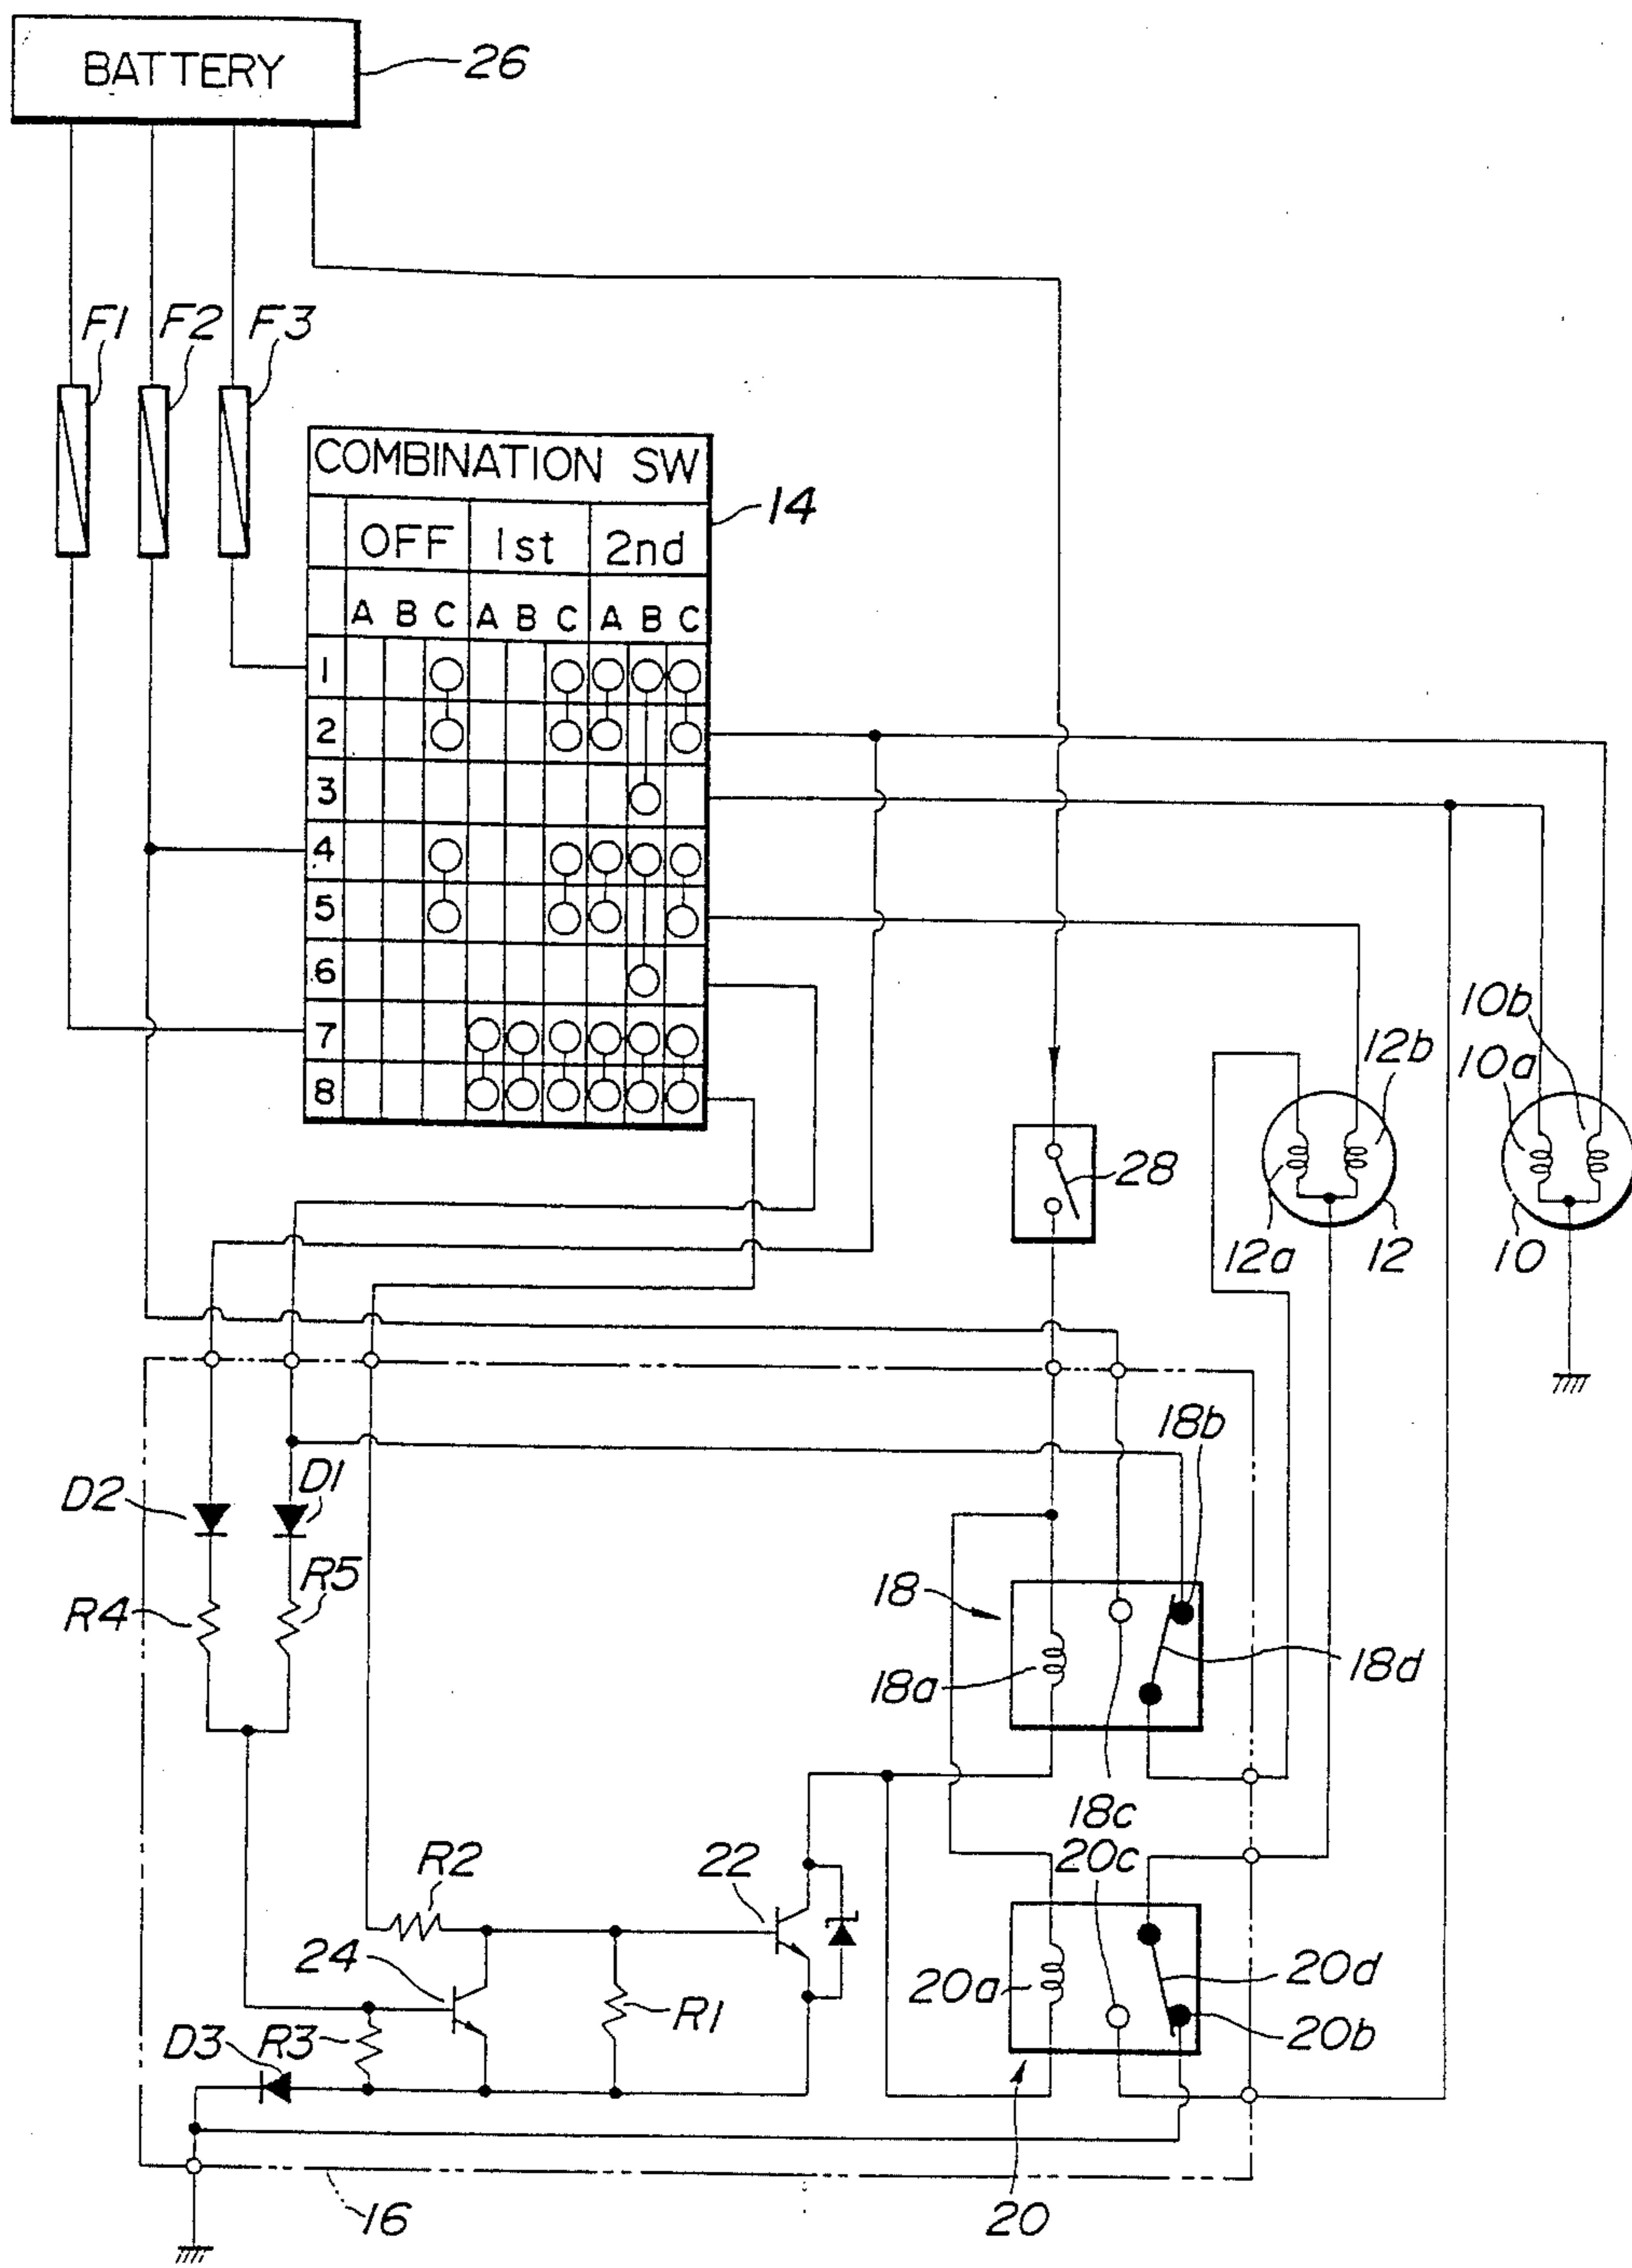 BATTERY
26
F1 F2 F3
COMBINATION SW
14
OFF 1st 2nd
A B C A B C A B C
1
2
3
4
5
6
7
8
10b
12b
10a
28
12a
12
10
18b
D2
D1
R5
R4
18
18a
18d
18c
R2
22
20c
24
20a
20d
R1
20b
D3
R3
16
20